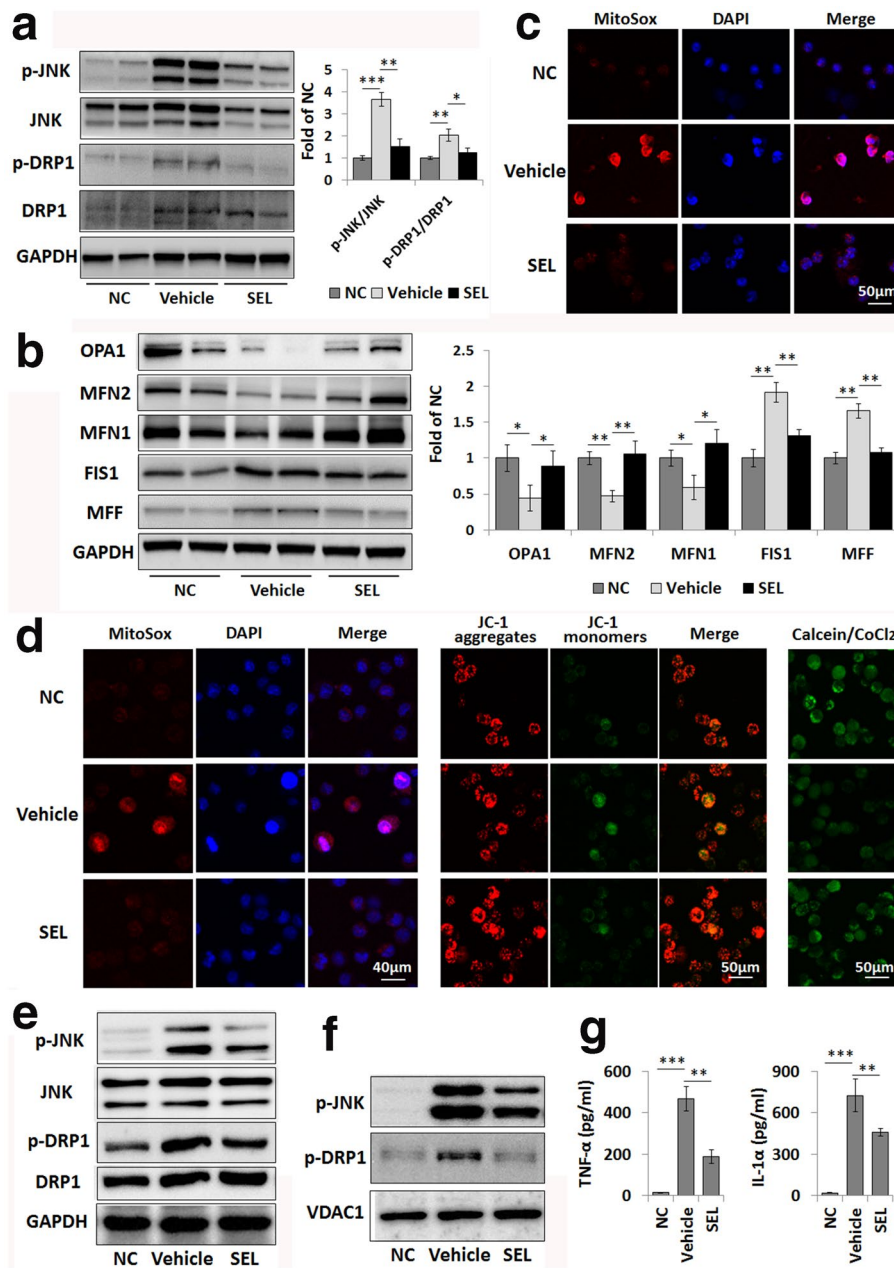 a
p-JNK
JNK
p-DRP1
DRP1
GAPDH
NC Vehicle SEL
Fold of NC
5
4
3
2
1
0
*** **
** *
p-JNK/JNK
p-DRP1/DRP1
NC Vehicle SEL
c
MitoSox DAPI Merge
NC
Vehicle
SEL
50μm
b
OPA1
MFN2
MFN1
FIS1
MFF
GAPDH
NC Vehicle SEL
Fold of NC
2.5
2
1.5
1
0.5
0
* *
** **
* *
** **
** **
OPA1 MFN2 MFN1 FIS1 MFF
NC Vehicle SEL
d
MitoSox DAPI Merge
NC
Vehicle
SEL
40μm
JC-1 aggregates
JC-1 monomers
Merge
50μm
Calcein/CoCl2
50μm
e
p-JNK
JNK
p-DRP1
DRP1
GAPDH
NC Vehicle SEL
f
p-JNK
p-DRP1
VDAC1
NC Vehicle SEL
g
TNF-α (pg/ml)
600
400
200
0
*** **
NC Vehicle SEL
IL-1α (pg/ml)
900
600
300
0
*** **
NC Vehicle SEL